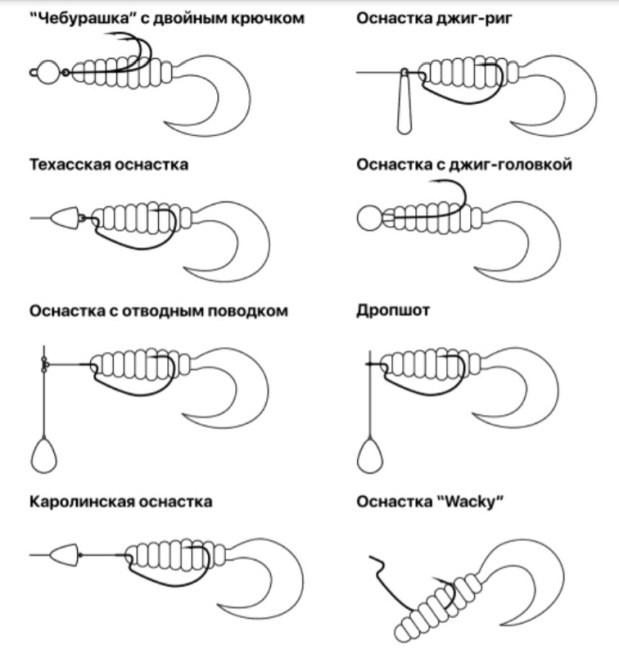 “Чебурашка” с двойным крючком
Оснастка джиг-риг
Техасская оснастка
Оснастка с джиг-головкой
Оснастка с отводным поводком
Дропшот
Каролинская оснастка
Оснастка “Wacky”